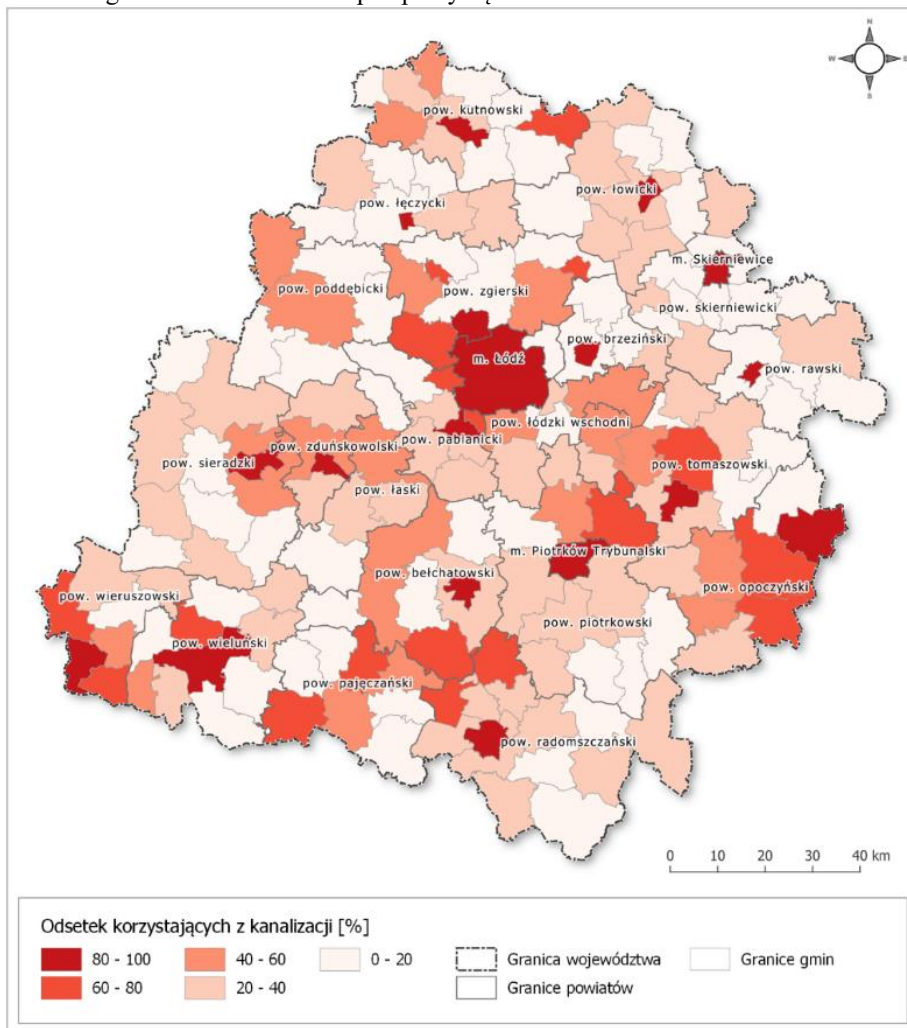 N
W
E
S
pow. kutnowski
pow. łowicki
pow. łęczycki
m. Skierniewice
pow. poddębicki
pow. zgierski
pow. skierniewicki
pow. brzeziński
m. Łódź
pow. rawski
pow. łódzki wschodni
pow. pabianicki
pow. zduńskowolski
pow. sieradzki
pow. tomaszowski
pow. łaski
m. Piotrków Trybunalski
pow. bełchatowski
pow. opoczyński
pow. wieruszowski
pow. piotrkowski
pow. wieluński
pow. pajęczański
pow. radomszczański
0 10 20 30 40 km
Odsetek korzystających z kanalizacji [%]
80 - 100 40 - 60 0 - 20 Granica województwa Granice gmin
60 - 80 20 - 40 Granice powiatów